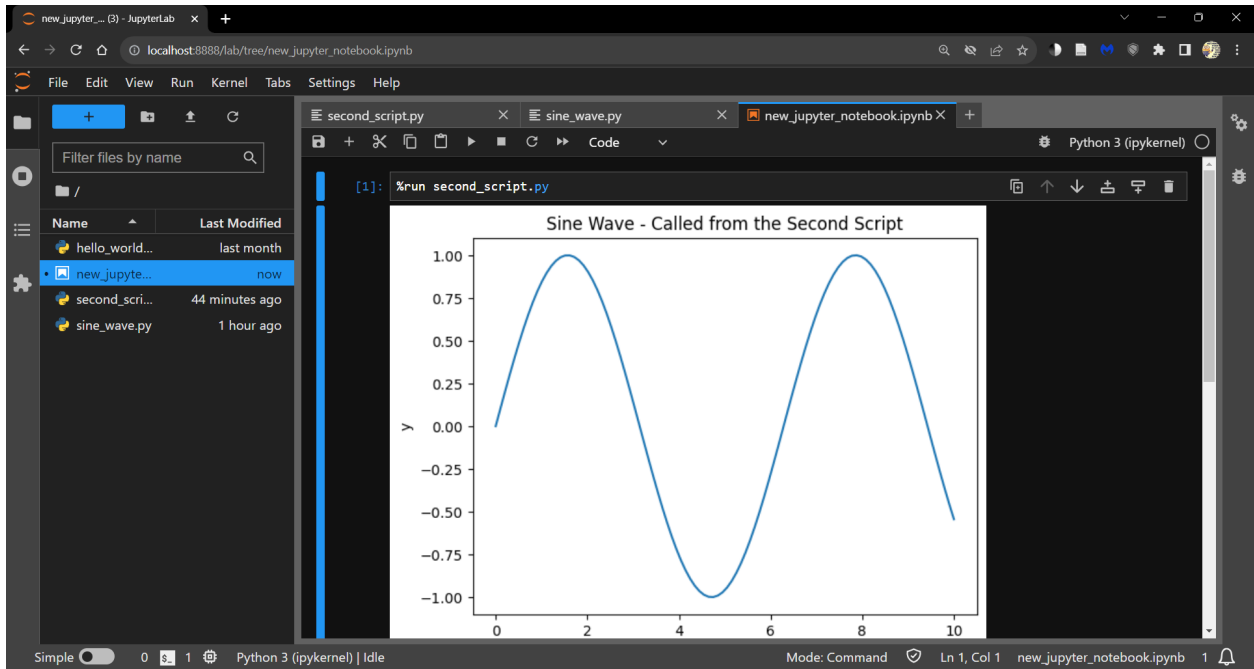 new_jupyter_... (3) - JupyterLab
localhost:8888/lab/tree/new_jupyter_notebook.ipynb
File Edit View Run Kernel Tabs Settings Help
second_script.py sine_wave.py new_jupyter_notebook.ipynb
Code Python 3 (ipykernel)
Filter files by name
/
Name Last Modified
hello_world... last month
new_jupyte... now
second_scri... 44 minutes ago
sine_wave.py 1 hour ago
[1]: %run second_script.py
Sine Wave - Called from the Second Script
1.00
0.75
0.50
0.25
y
0.00
−0.25
−0.50
−0.75
−1.00
0 2 4 6 8 10
Simple 0 $_ 1 Python 3 (ipykernel) | Idle Mode: Command Ln 1, Col 1 new_jupyter_notebook.ipynb 1